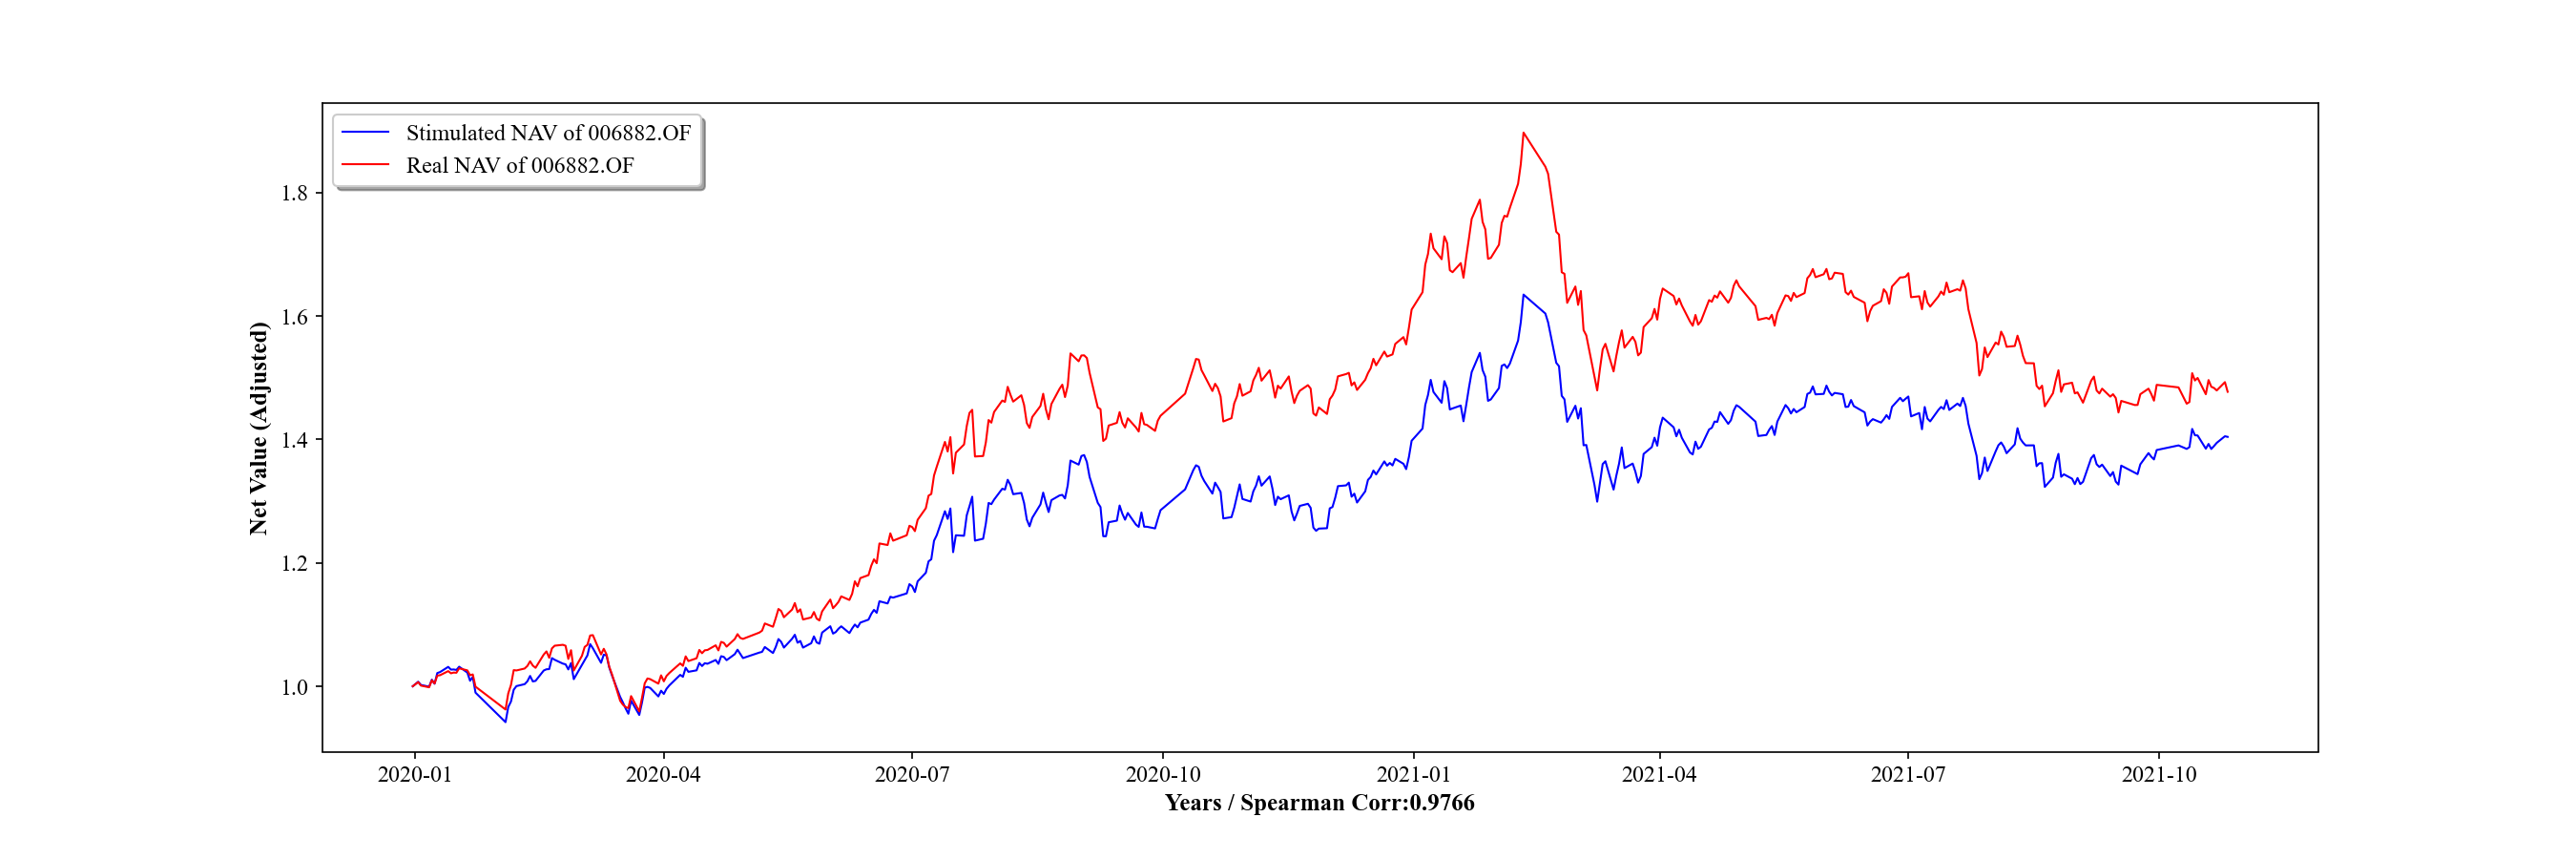 Stimulated NAV of 006882.OF
Real NAV of 006882.OF
Net Value (Adjusted)
1.8
1.6
1.4
1.2
1.0
2020-01 2020-04 2020-07 2020-10 2021-01 2021-04 2021-07 2021-10
Years / Spearman Corr:0.9766